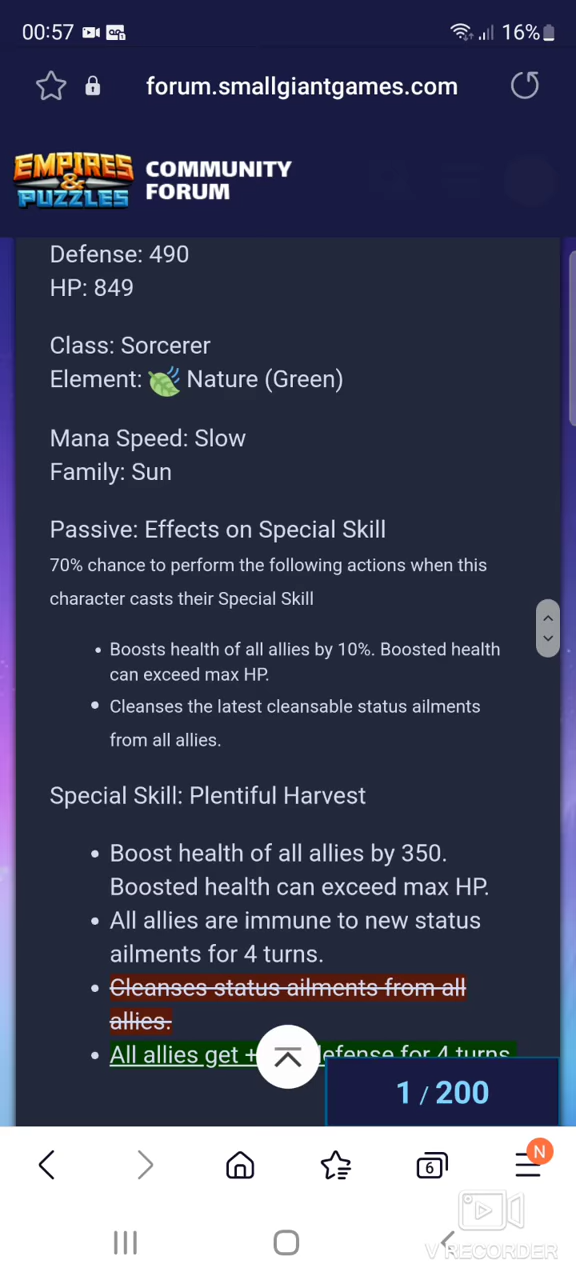 00:57
16%
forum.smallgiantgames.com
EMPIRES & PUZZLES
COMMUNITY
FORUM
Defense: 490
HP: 849
Class: Sorcerer
Element: Nature (Green)
Mana Speed: Slow
Family: Sun
Passive: Effects on Special Skill
70% chance to perform the following actions when this
character casts their Special Skill
• Boosts health of all allies by 10%. Boosted health
can exceed max HP.
• Cleanses the latest cleansable status ailments
from all allies.
Special Skill: Plentiful Harvest
• Boost health of all allies by 350.
Boosted health can exceed max HP.
• All allies are immune to new status
ailments for 4 turns.
• Cleanses status ailments from all
allies.
• All allies get + defense for 4 turns
1 / 200
6
N
V RECORDER